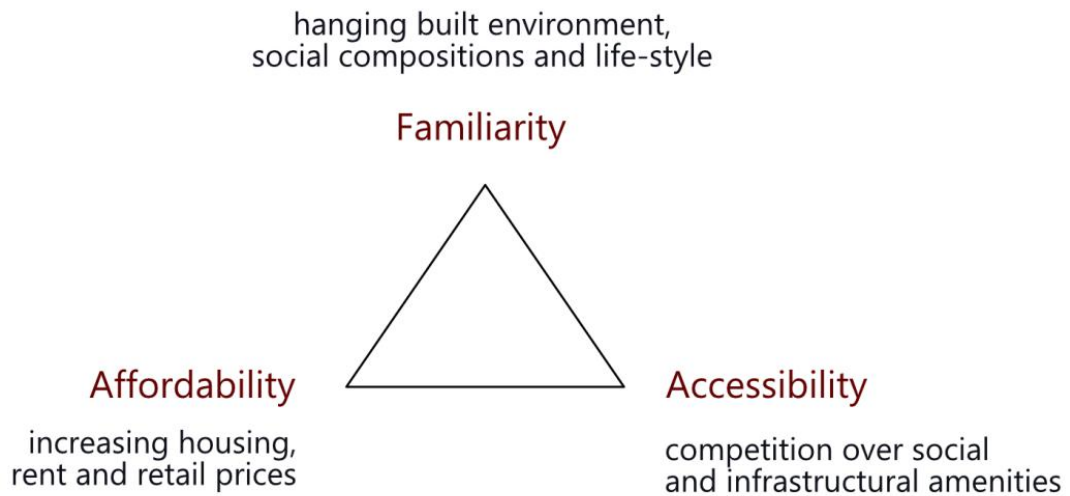 hanging built environment,
social compositions and life-style
Familiarity
Affordability
increasing housing,
rent and retail prices
Accessibility
competition over social
and infrastructural amenities